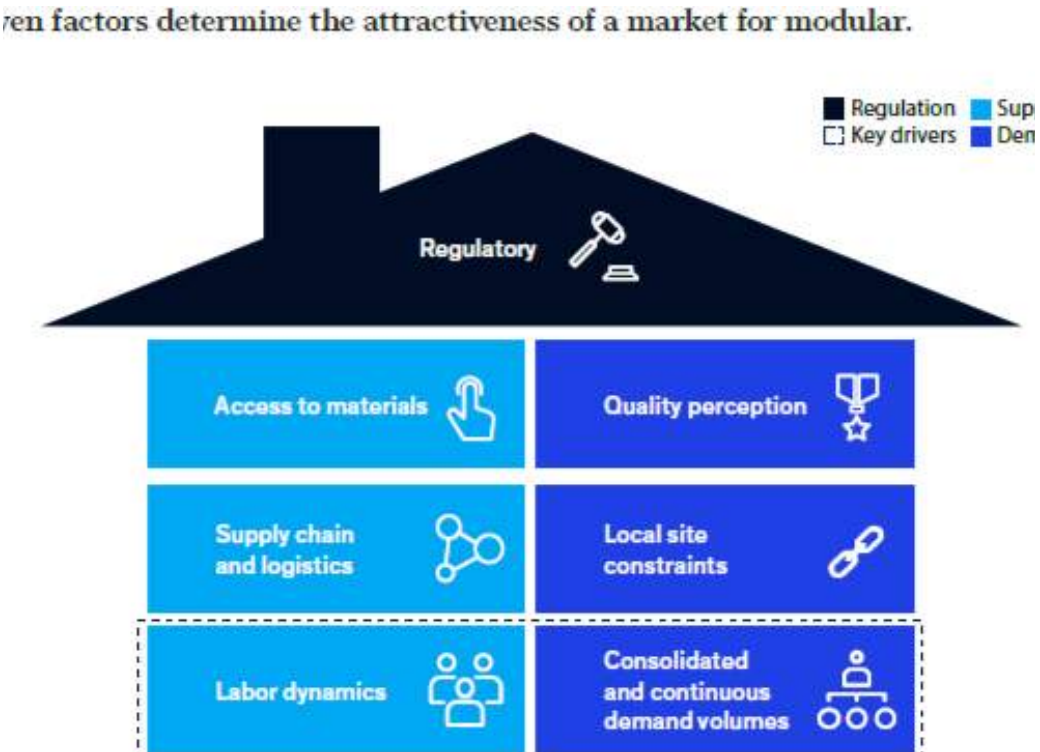 ven factors determine the attractiveness of a market for modular.
Regulation Sup
Key drivers Den
Regulatory
Access to materials
Quality perception
Supply chain
and logistics
Local site
constraints
Labor dynamics
Consolidated
and continuous
demand volumes